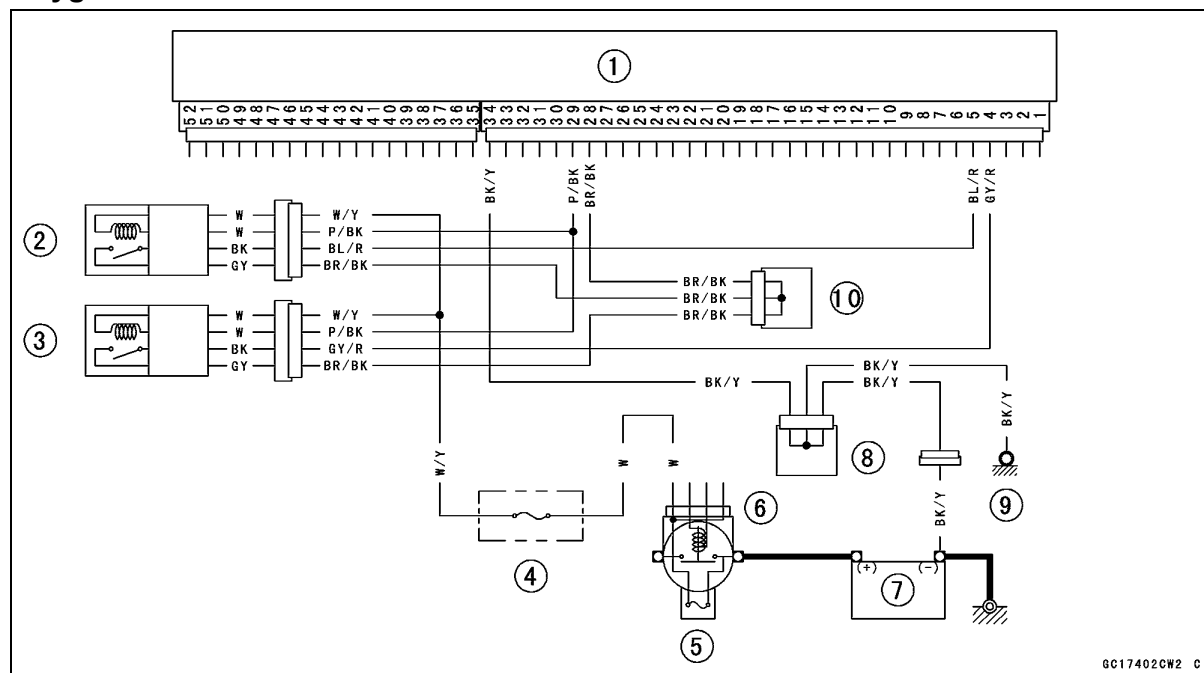 1
52 51 50 49 48 47 46 45 44 43 42 41 40 39 38 37 36 35 34 33 32 31 30 29 28 27 26 25 24 23 22 21 20 19 18 17 16 15 14 13 12 11 10 9 8 7 6 5 4 3 2 1
BK/Y P/BK BR/BK BL/R GY/R
2
W W/Y
W P/BK
BK BL/R
GY BR/BK
BR/BK
BR/BK
BR/BK
10
3
W W/Y
W P/BK
BK GY/R
GY BR/BK
BK/Y
BK/Y
BK/Y
BK/Y
W/Y
W
W
8
BK/Y
9
4
6
5
(+) (-)
7
GC17402CW2 C